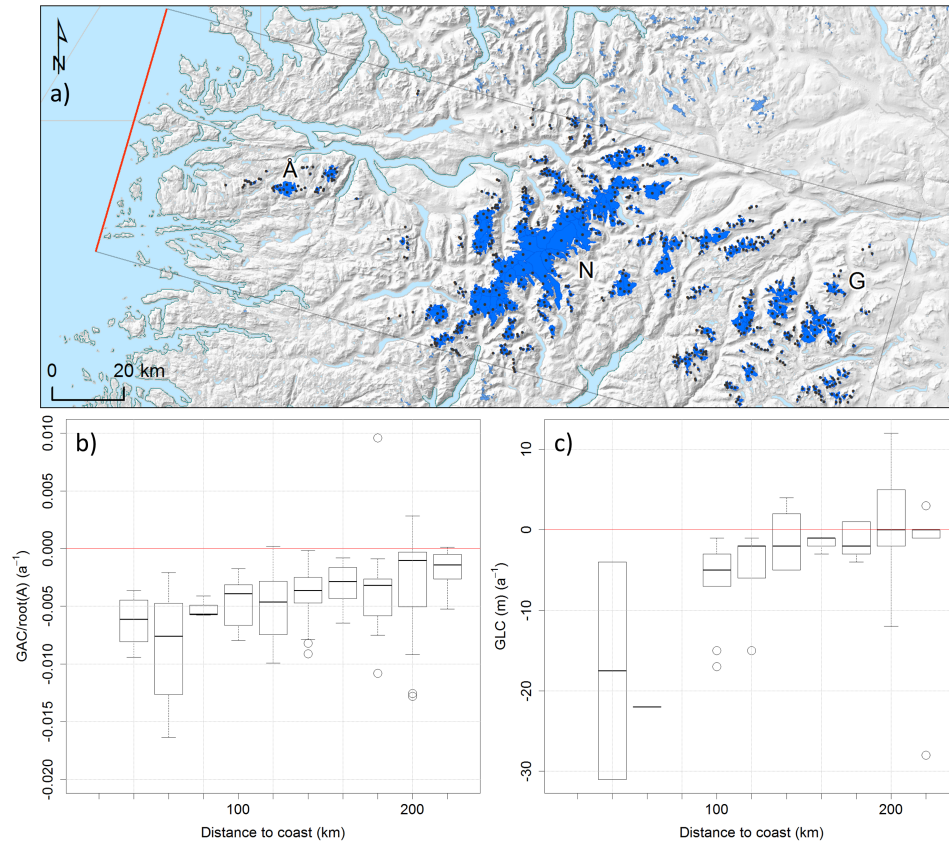 N
a)
Å
N
G
0 20 km
b)
0.010
0.005
0.000
-0.005
-0.010
-0.015
-0.020
GAC/root(A) (a⁻¹)
100 200
Distance to coast (km)
c)
10
0
-10
-20
-30
GLC (m) (a⁻¹)
100 200
Distance to coast (km)